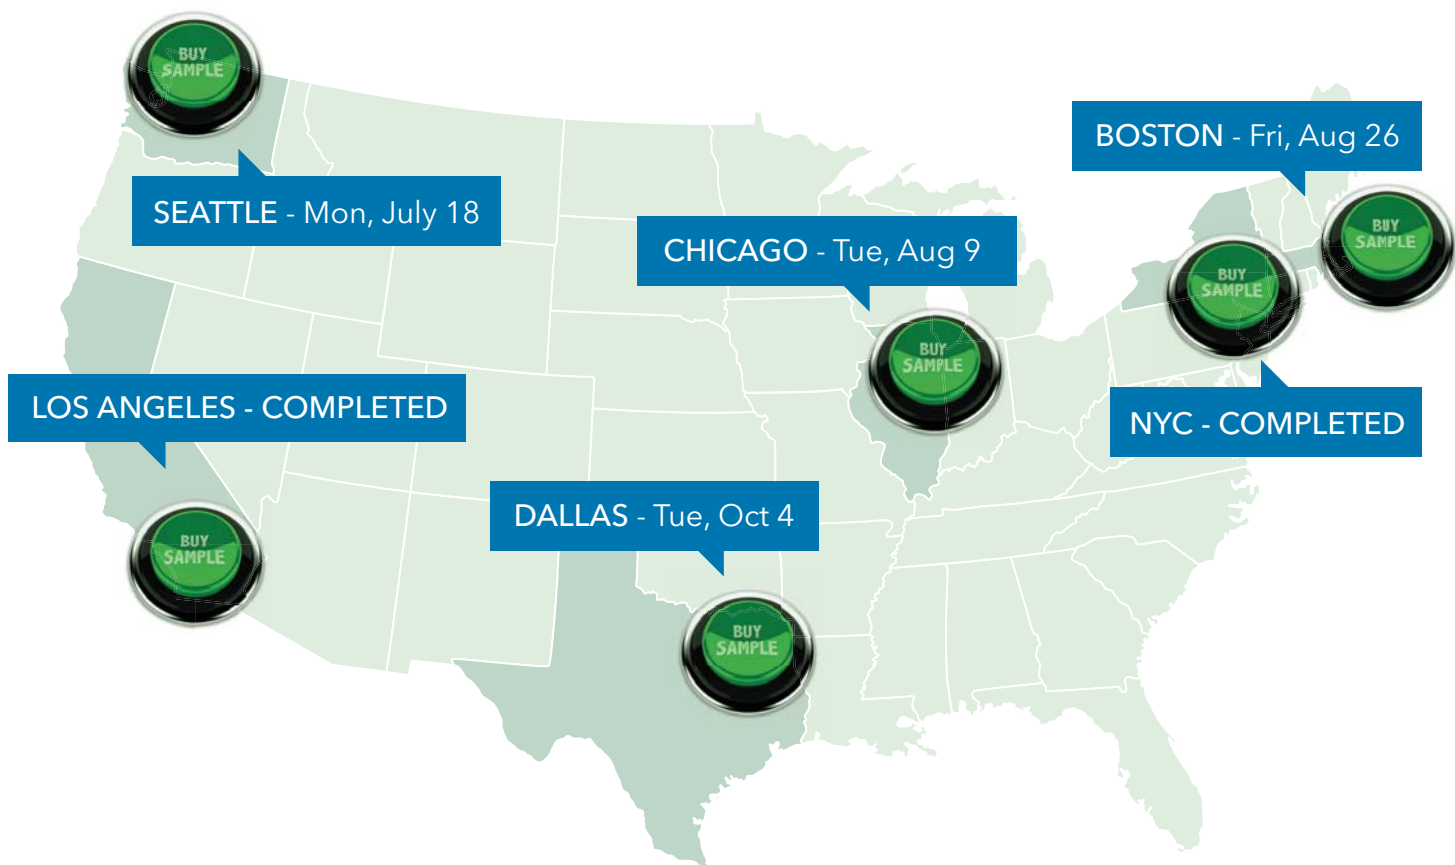 BUY
SAMPLE
SEATTLE - Mon, July 18
BOSTON - Fri, Aug 26
BUY
SAMPLE
CHICAGO - Tue, Aug 9
BUY
SAMPLE
BUY
SAMPLE
LOS ANGELES - COMPLETED
NYC - COMPLETED
BUY
SAMPLE
DALLAS - Tue, Oct 4
BUY
SAMPLE